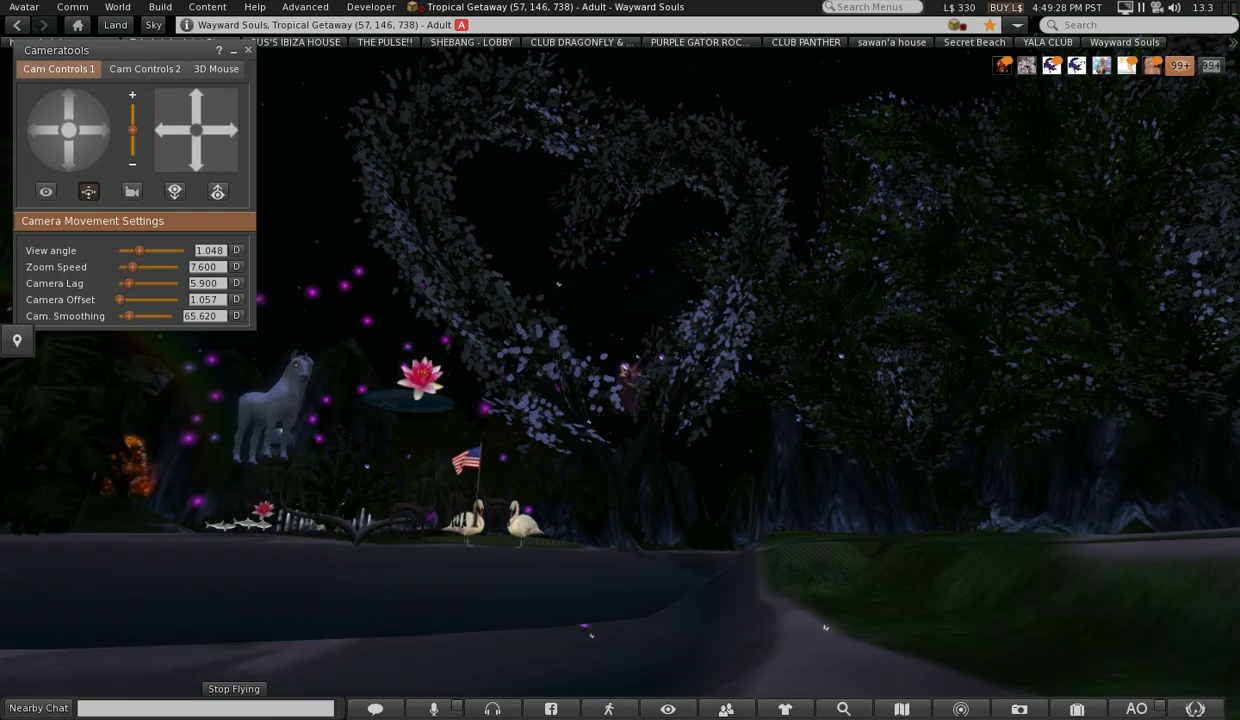 Avatar Comm World Build Content Help Advanced Developer Tropical Getaway (57, 146, 738) - Adult - Wayward Souls Search Menus L$ 330 BUY L$ 4:49:28 PM PST 13.3
Land Sky Wayward Souls, Tropical Getaway (57, 146, 738) - Adult A Search
SUS'S IBIZA HOUSE THE PULSE!! SHEBANG - LOBBY CLUB DRAGONFLY & ... PURPLE GATOR ROC... CLUB PANTHER sawan'a house Secret Beach YALA CLUB Wayward Souls
Cameratools ? _ ×
Cam Controls 1 Cam Controls 2 3D Mouse
99+ 99+
+
−
Camera Movement Settings
View angle 1.048 D
Zoom Speed 7.600 D
Camera Lag 5.900 D
Camera Offset 1.057 D
Cam. Smoothing 65.620 D
Stop Flying
Nearby Chat AO